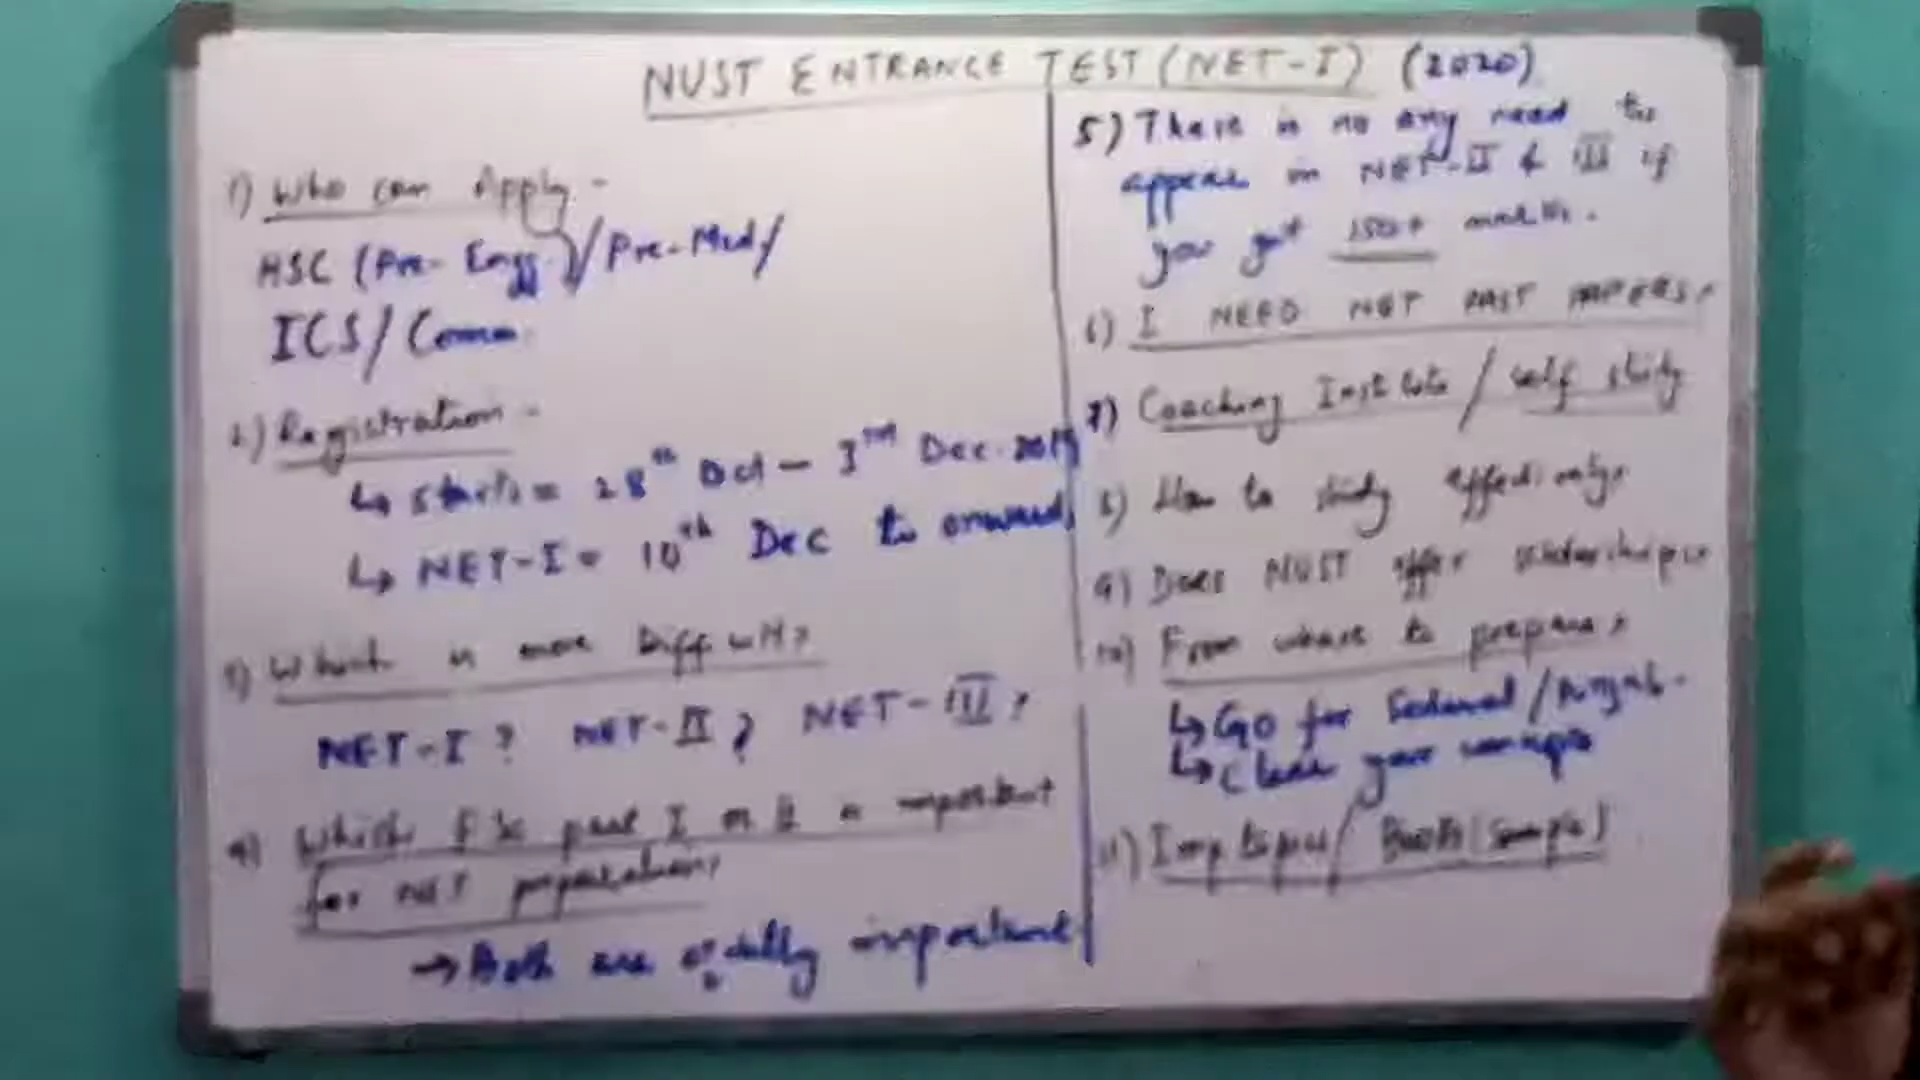 NUST ENTRANCE TEST (NET-I) (2020)
1) Who can Apply -
HSC (Pre-Engg.)/Pre-Med/
ICS/Comm.
2) Registration -
↳ starts = 28th Oct - 3rd Dec. 2019
↳ NET-I = 10th Dec to onward
3) Which is more Difficult?
NET-I ? NET-II ? NET-III ?
4) Which F.Sc part I or II is important
for NET preparation?
→ Both are equally important
5) There is no any need to
appear in NET-II & III if
you get 150+ marks.
6) I NEED NET PAST PAPERS?
7) Coaching Institute / self study
8) How to study effectively?
9) Does NUST offer scholarships?
10) From where to prepare?
↳ Go for Federal / Punjab.
↳ Clear your concepts
11) Imp topics / Books (Sample)